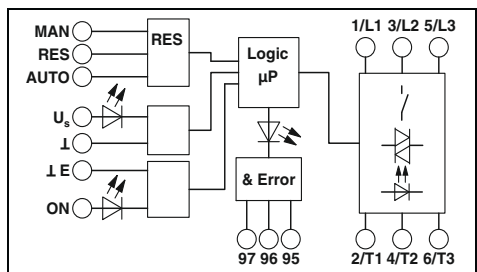 MAN
RES
AUTO
RES
Logic
µP
1/L1 3/L2 5/L3
Us
⊥
⊥ E
ON
& Error
97 96 95
2/T1 4/T2 6/T3